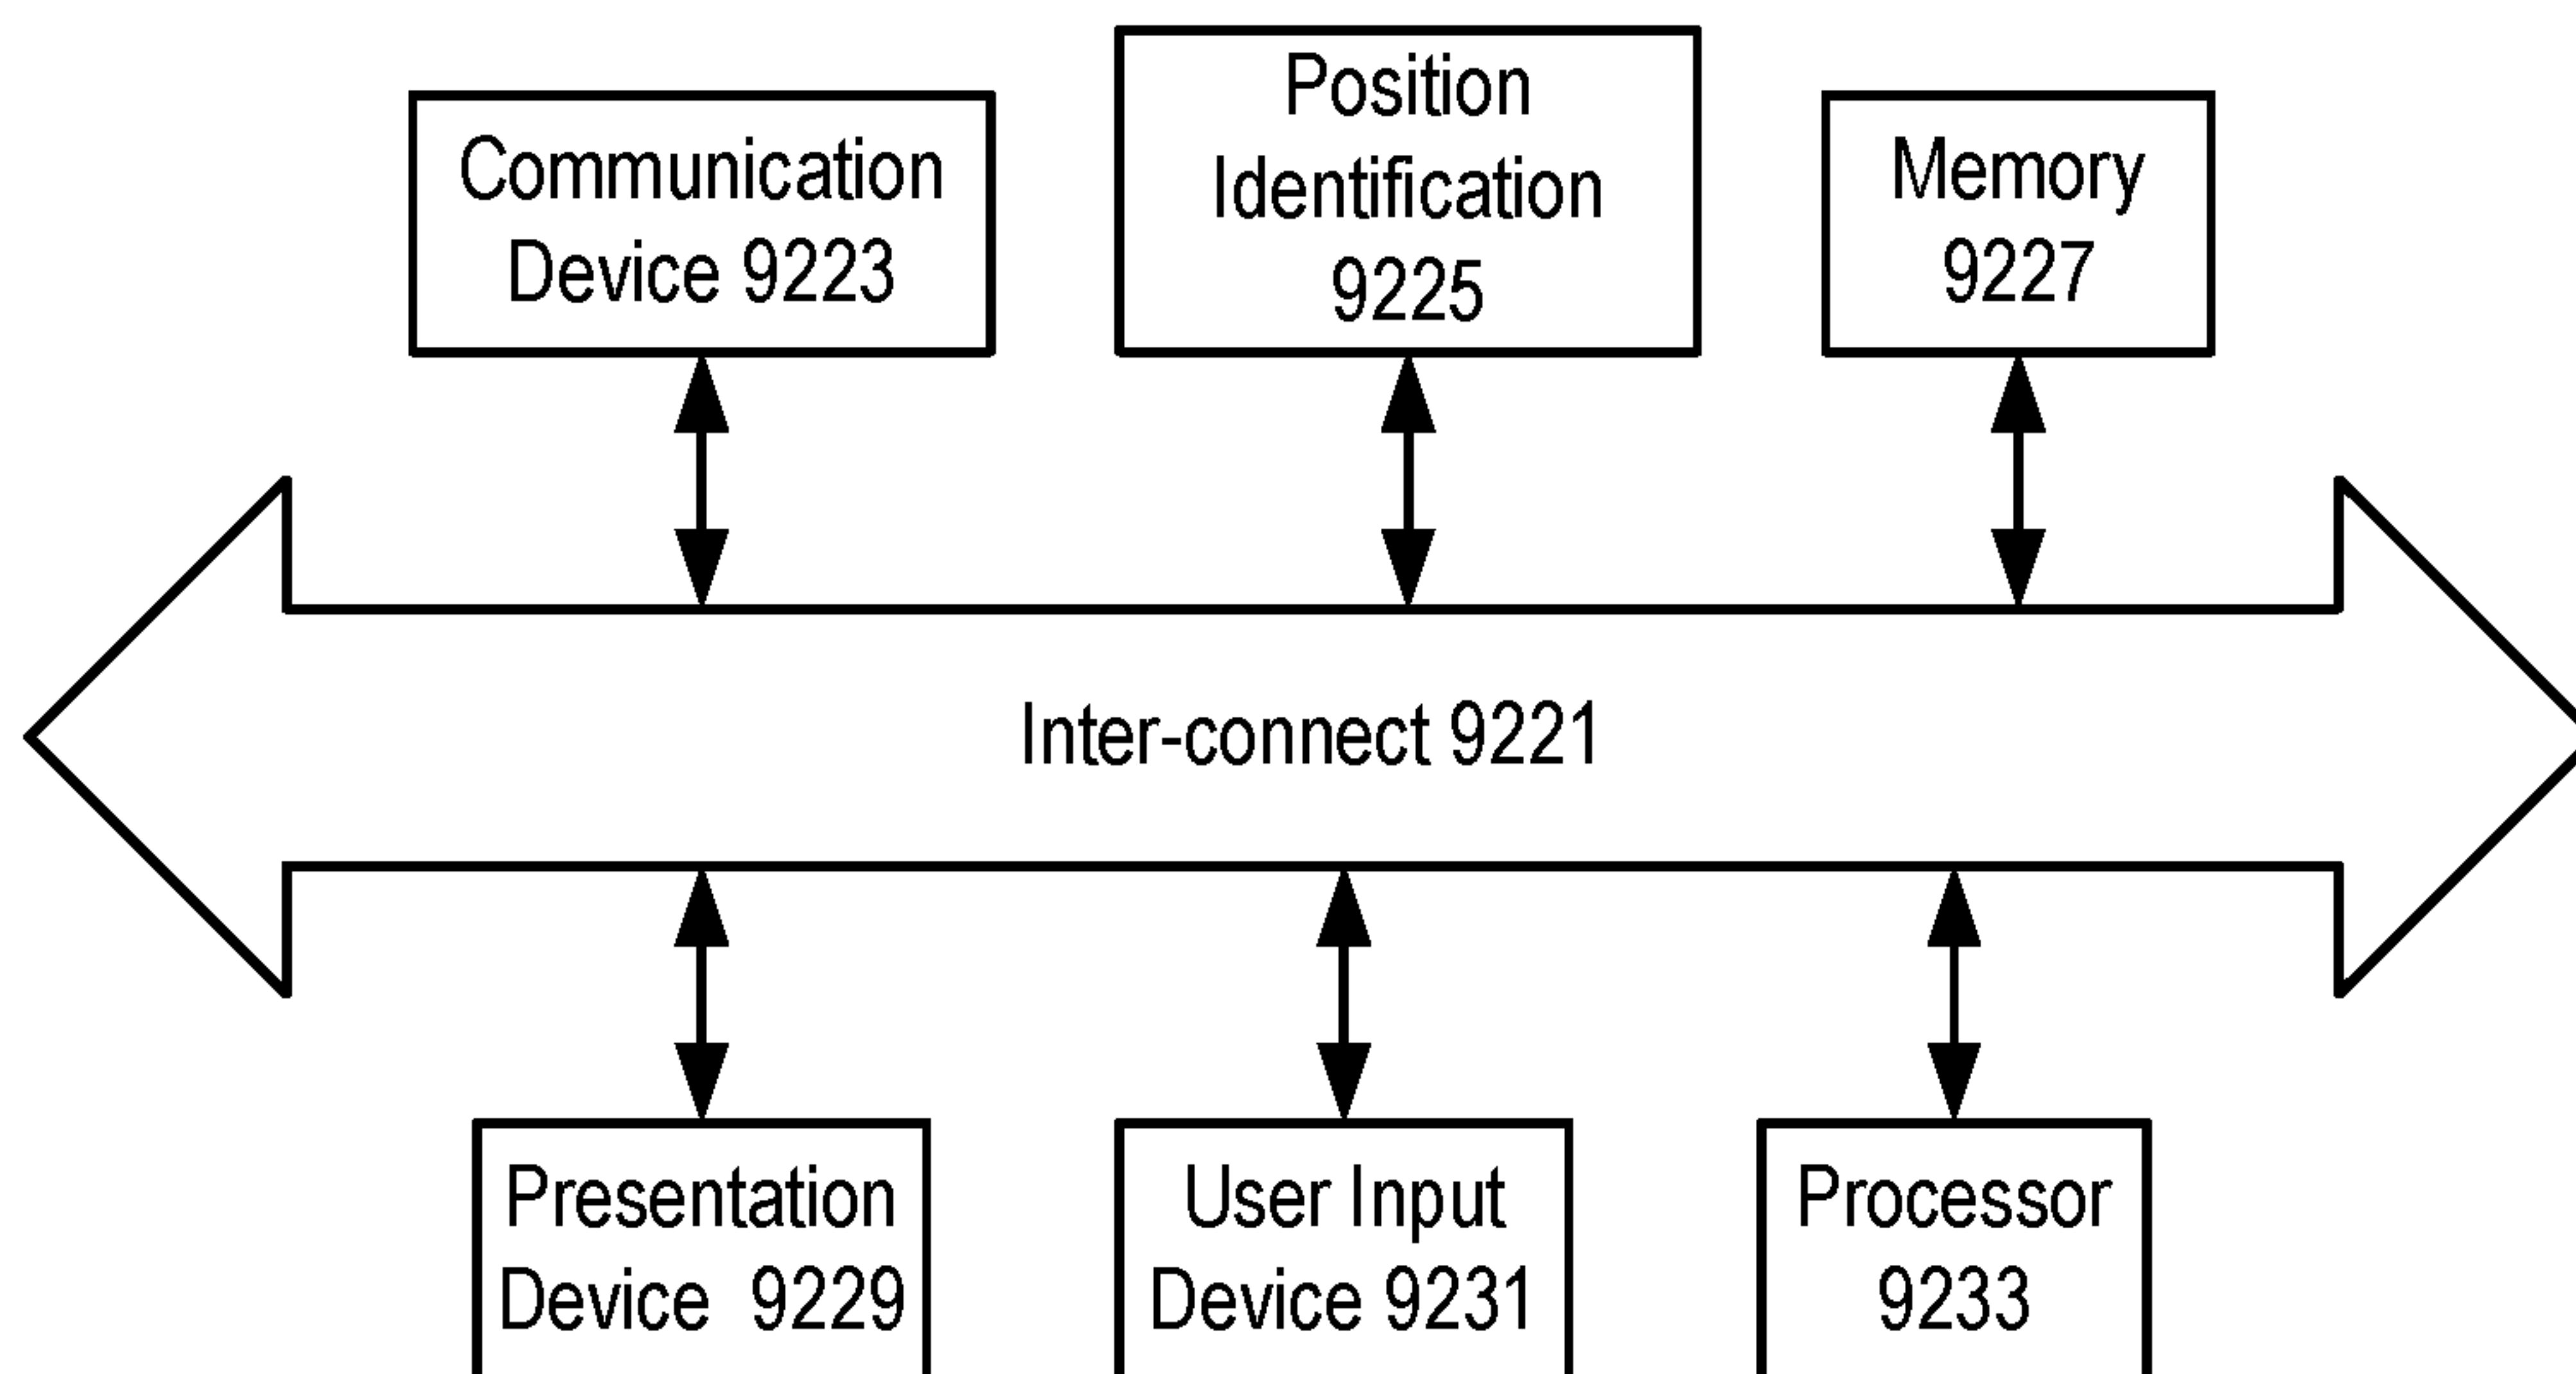 Communication
Device 9223
Position
Identification
9225
Memory
9227
Inter-connect 9221
Presentation
Device  9229
User Input
Device 9231
Processor
9233